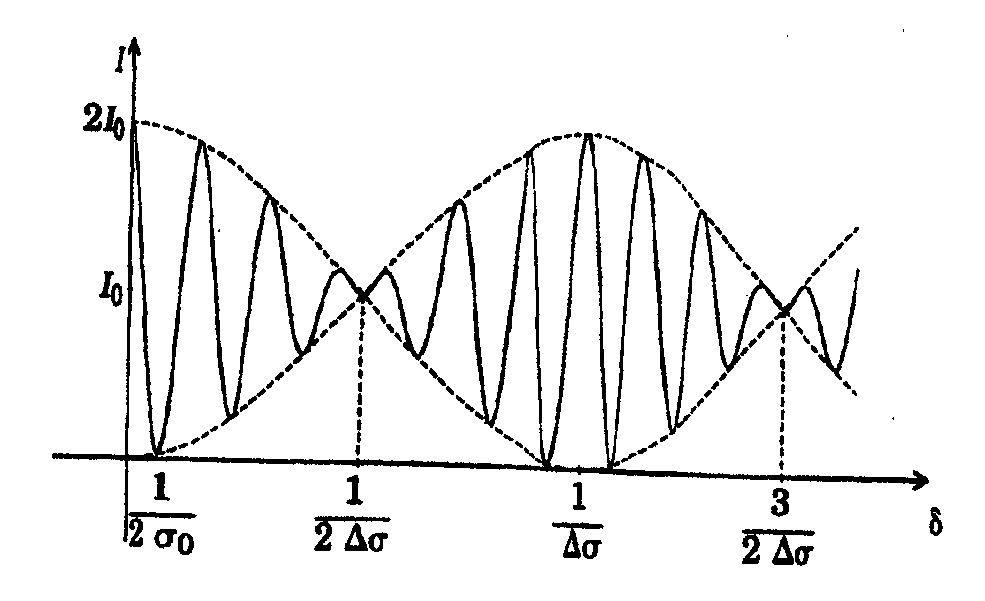 I
2I₀
I₀
1/(2 σ₀)
1/(2 Δσ)
1/Δσ
3/(2 Δσ)
δ